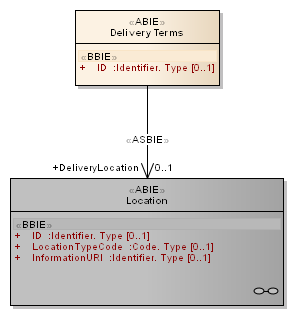 «ABIE»
Delivery Terms
«BBIE»
+ ID :Identifier. Type [0..1]
«ASBIE»
+DeliveryLocation 0..1
«ABIE»
Location
«BBIE»
+ ID :Identifier. Type [0..1]
+ LocationTypeCode :Code. Type [0..1]
+ InformationURI :Identifier. Type [0..1]